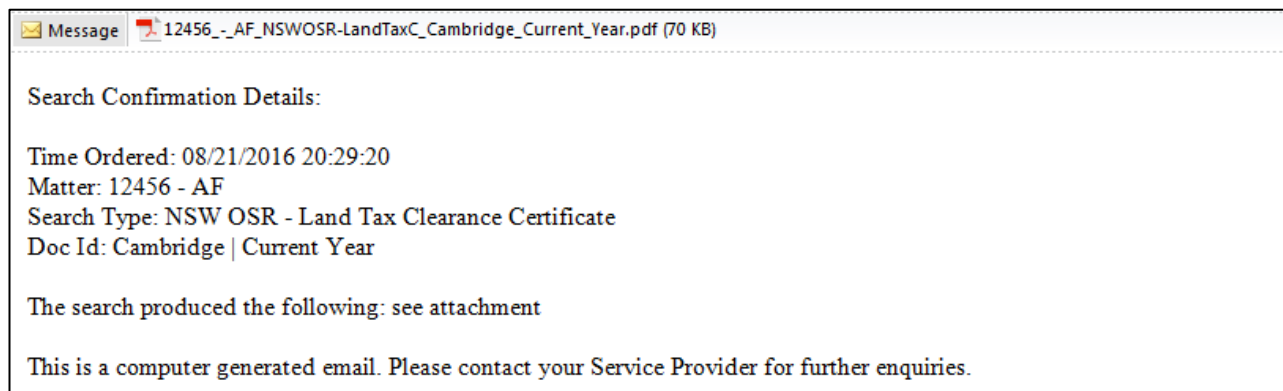 Message 12456_-_AF_NSWOSR-LandTaxC_Cambridge_Current_Year.pdf (70 KB)
Search Confirmation Details:
Time Ordered: 08/21/2016 20:29:20
Matter: 12456 - AF
Search Type: NSW OSR - Land Tax Clearance Certificate
Doc Id: Cambridge | Current Year
The search produced the following: see attachment
This is a computer generated email. Please contact your Service Provider for further enquiries.